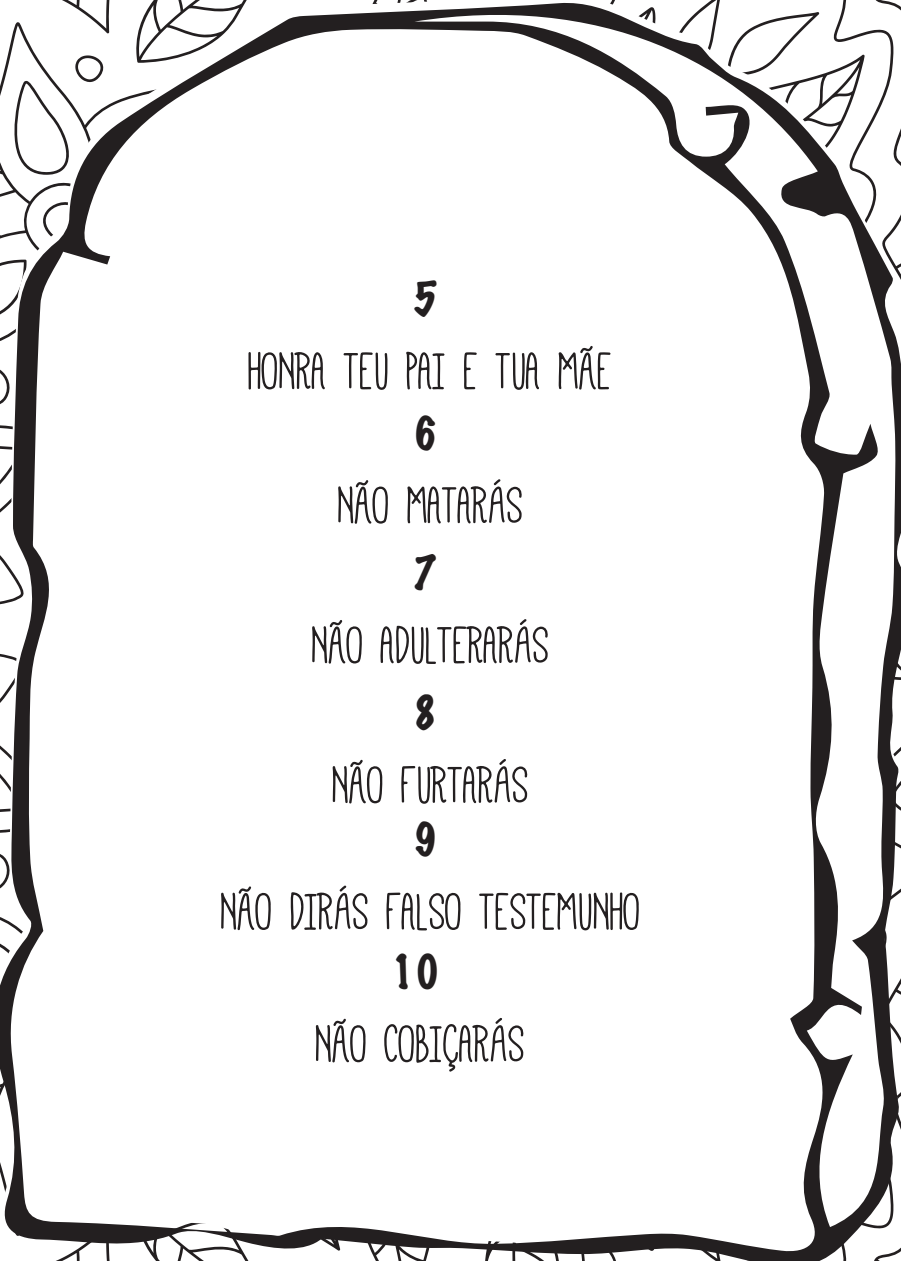 5
HONRA TEU PAI E TUA MÃE
6
NÃO MATARÁS
7
NÃO ADULTERARÁS
8
NÃO FURTARÁS
9
NÃO DIRÁS FALSO TESTEMUNHO
10
NÃO COBIÇARÁS